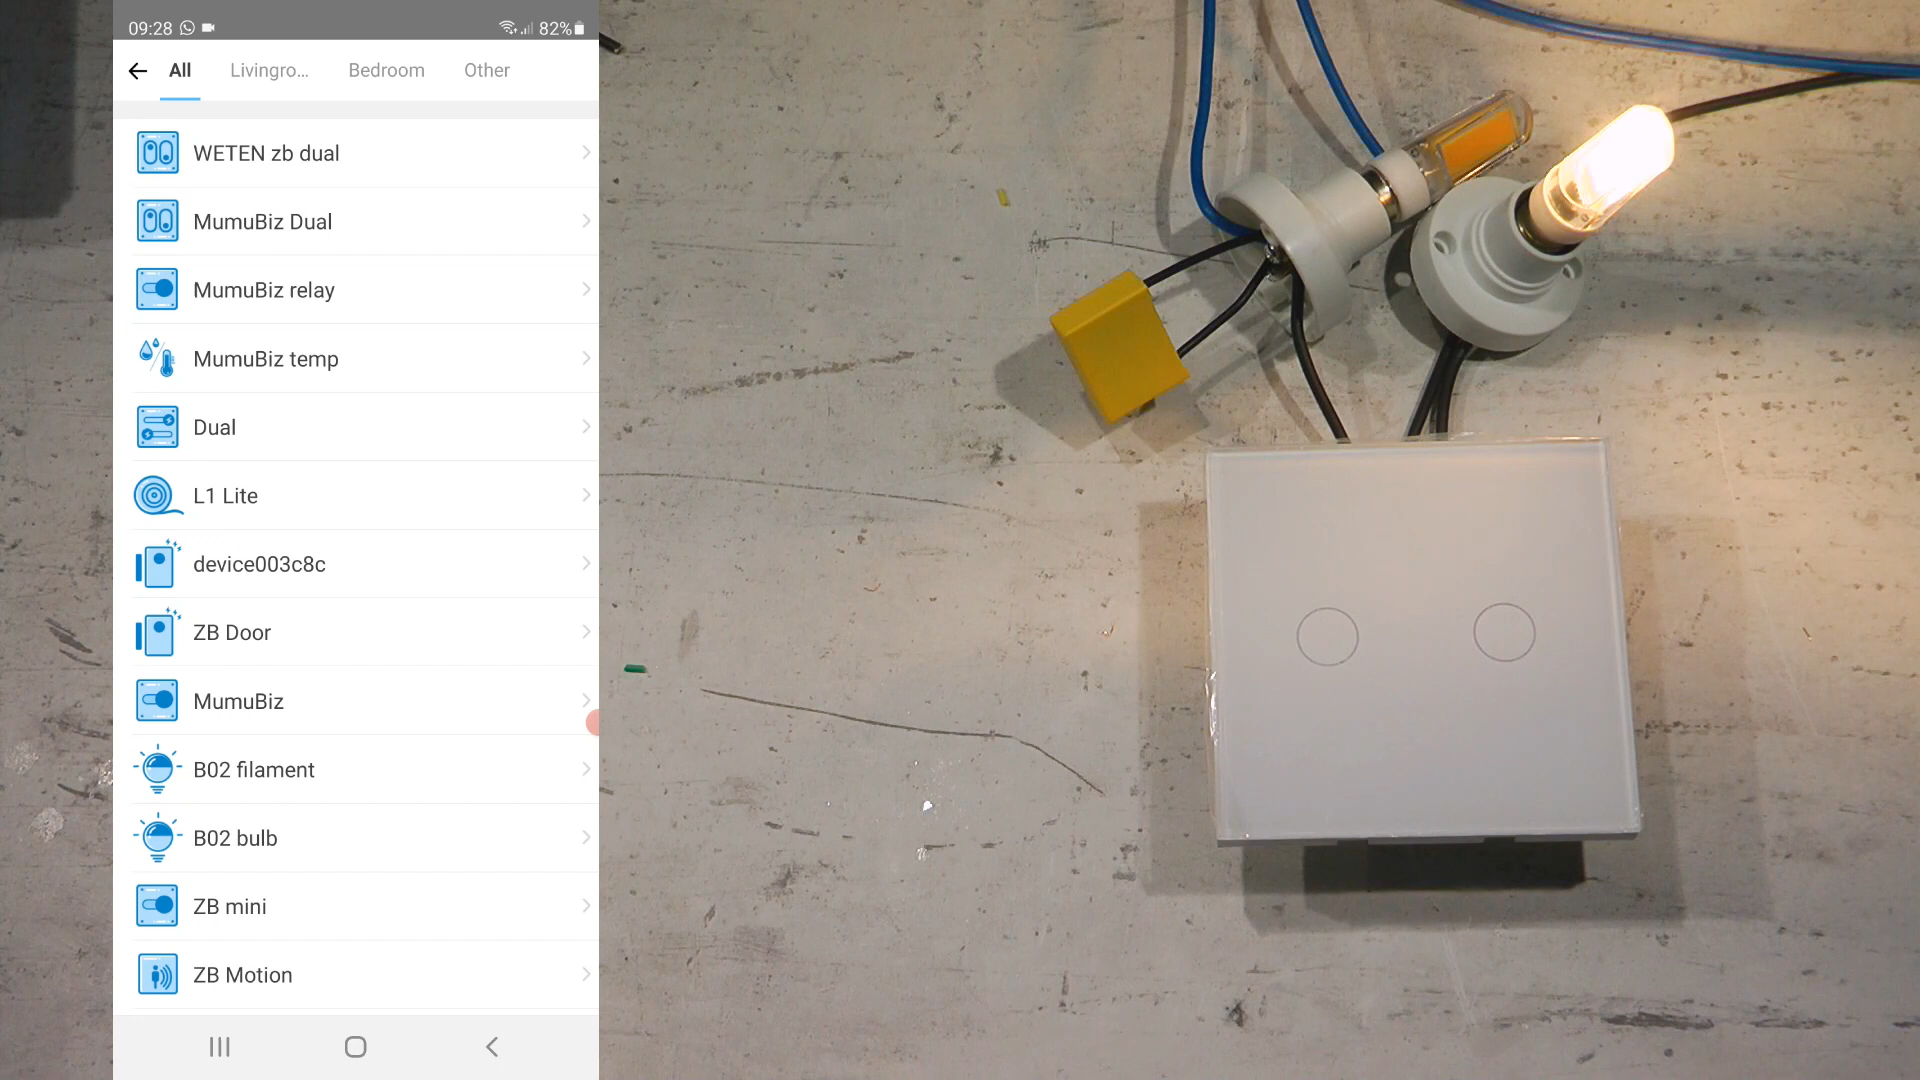 09:28 82%
All Livingro... Bedroom Other
WETEN zb dual
MumuBiz Dual
MumuBiz relay
MumuBiz temp
Dual
L1 Lite
device003c8c
ZB Door
MumuBiz
B02 filament
B02 bulb
ZB mini
ZB Motion